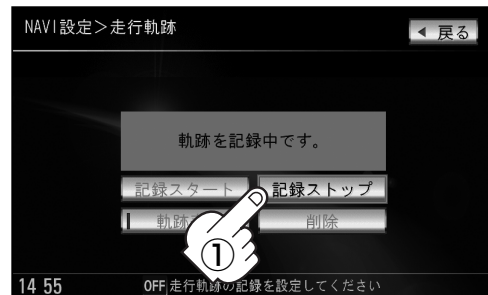 NAVI設定＞走行軌跡
◀ 戻る
軌跡を記録中です。
記録スタート 記録ストップ
軌跡 削除
①
14 55 OFF 走行軌跡の記録を設定してください